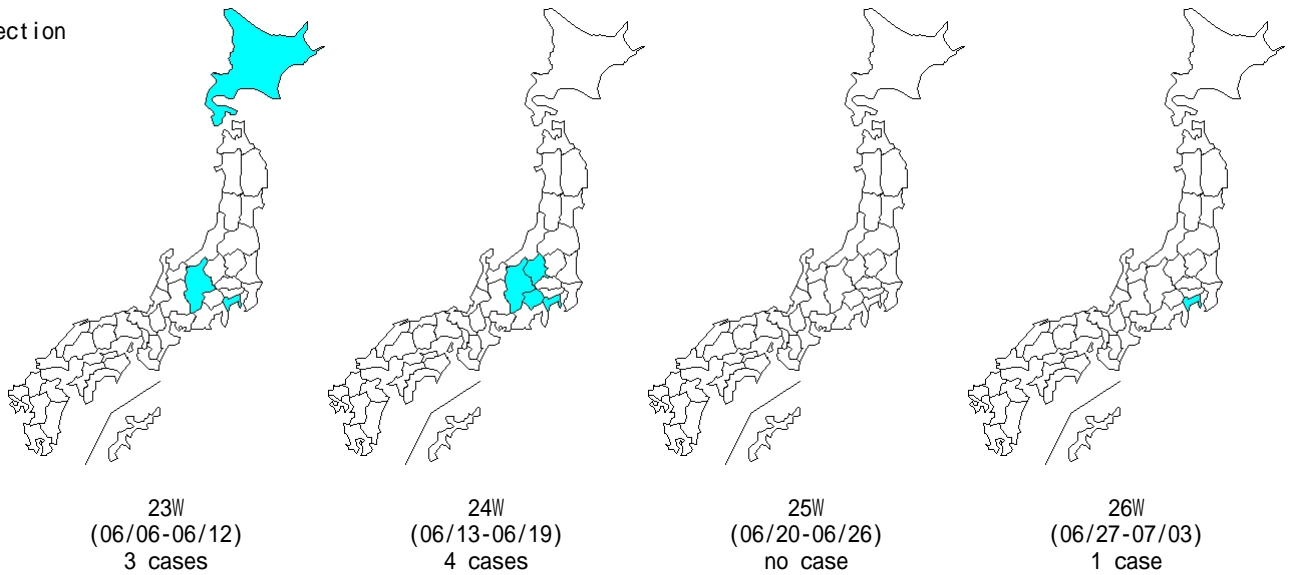 ection
23W
(06/06-06/12)
3 cases
24W
(06/13-06/19)
4 cases
25W
(06/20-06/26)
no case
26W
(06/27-07/03)
1 case